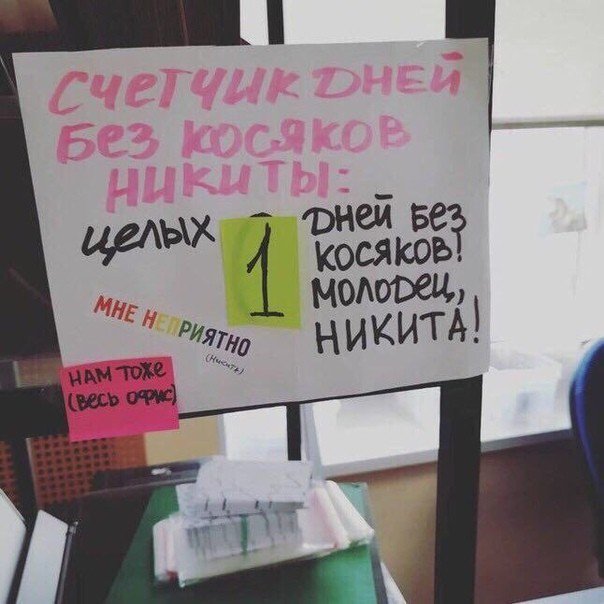 Счетчик дней
без косяков
Никиты:
целых 1 дней без
косяков!
молодец,
Никита!
МНЕ НЕПРИЯТНО
(Никита)
НАМ ТОЖЕ
(ВЕСЬ ОФИС)